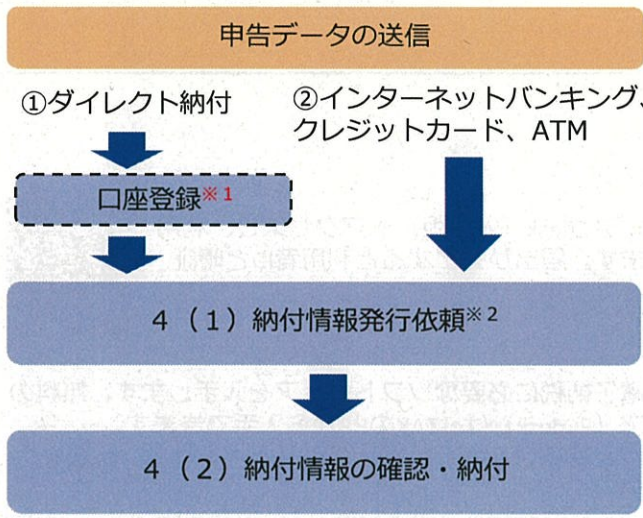 申告データの送信
①ダイレクト納付
②インターネットバンキング、
クレジットカード、ATM
口座登録※1
4（1）納付情報発行依頼※2
4（2）納付情報の確認・納付